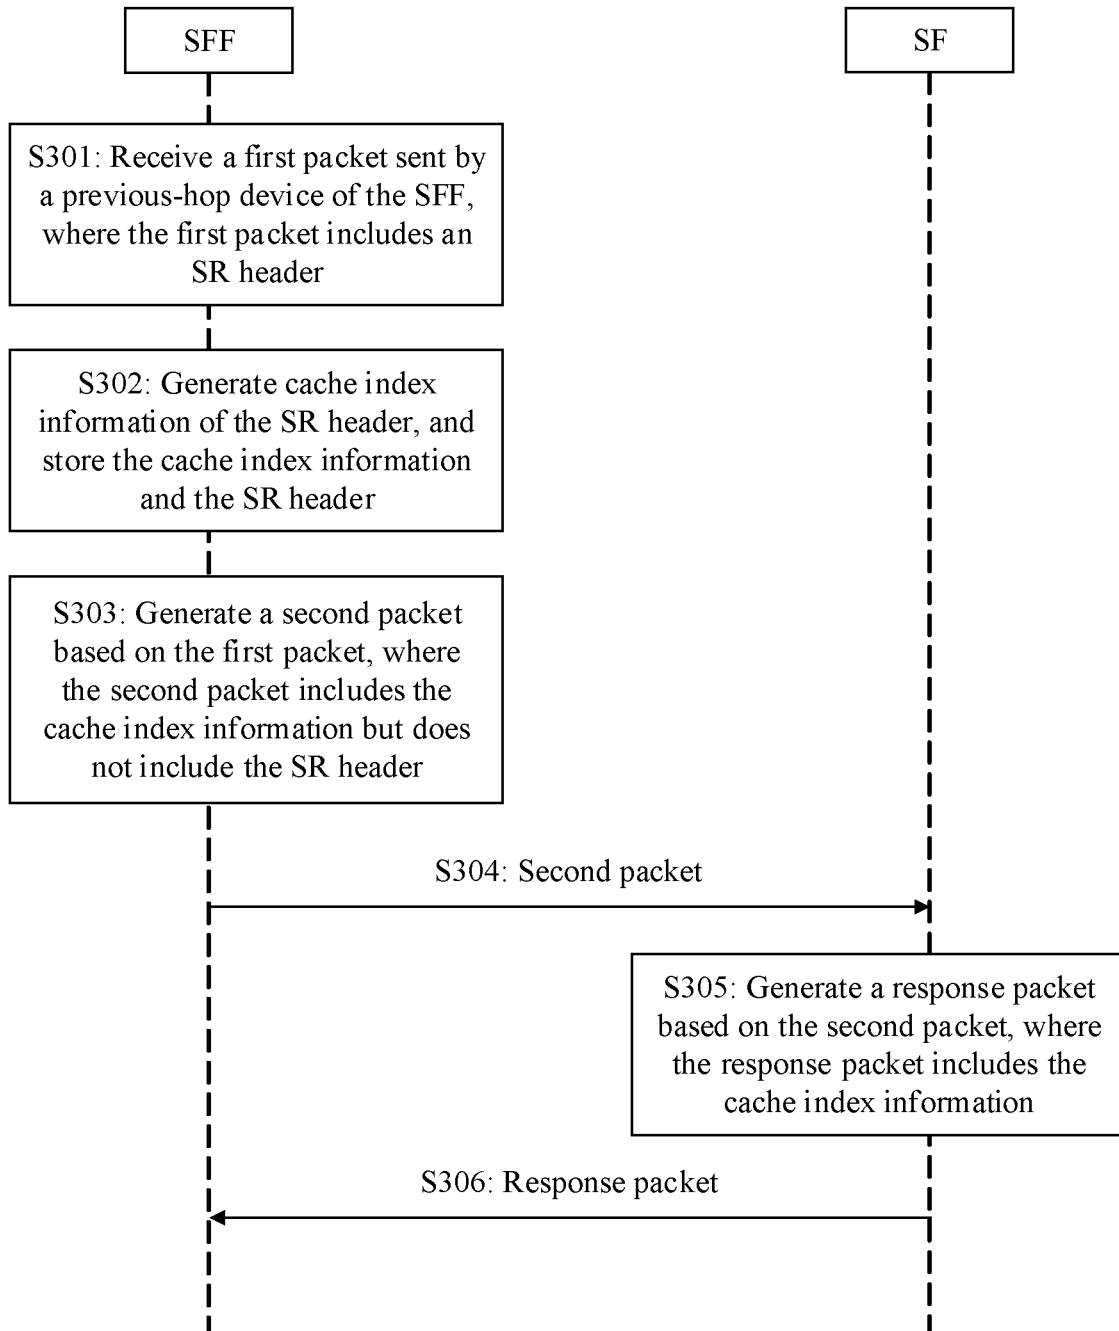 SFF
SF
S301: Receive a first packet sent by
a previous-hop device of the SFF,
where the first packet includes an
SR header
S302: Generate cache index
information of the SR header, and
store the cache index information
and the SR header
S303: Generate a second packet
based on the first packet, where
the second packet includes the
cache index information but does
not include the SR header
S304: Second packet
S305: Generate a response packet
based on the second packet, where
the response packet includes the
cache index information
S306: Response packet